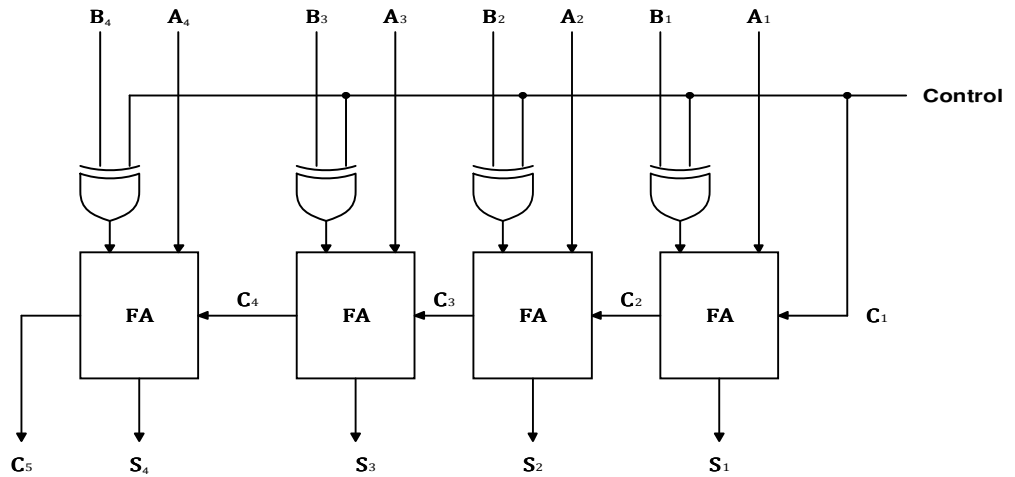 B₄ A₄ B₃ A₃ B₂ A₂ B₁ A₁
Control
C₄ C₃ C₂
FA FA FA FA C₁
C₅ S₄ S₃ S₂ S₁